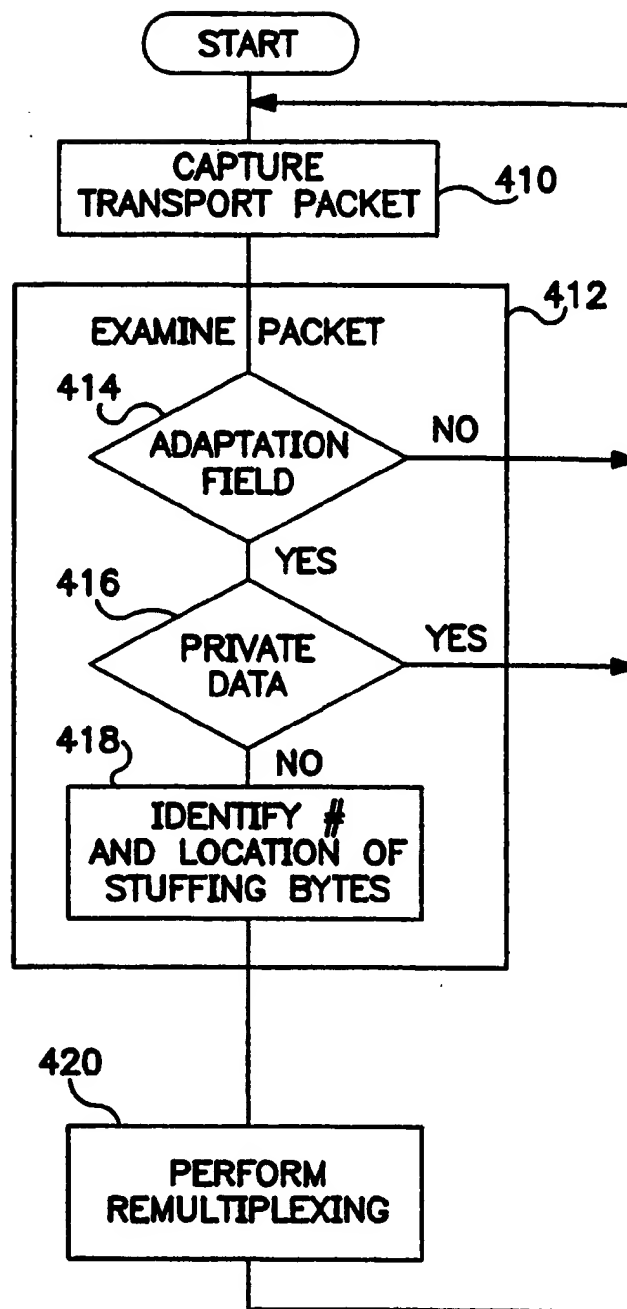 START
CAPTURE
TRANSPORT PACKET
410
412
EXAMINE PACKET
414
ADAPTATION
FIELD
NO
YES
416
PRIVATE
DATA
YES
418
NO
IDENTIFY #
AND LOCATION OF
STUFFING BYTES
420
PERFORM
REMULTIPLEXING